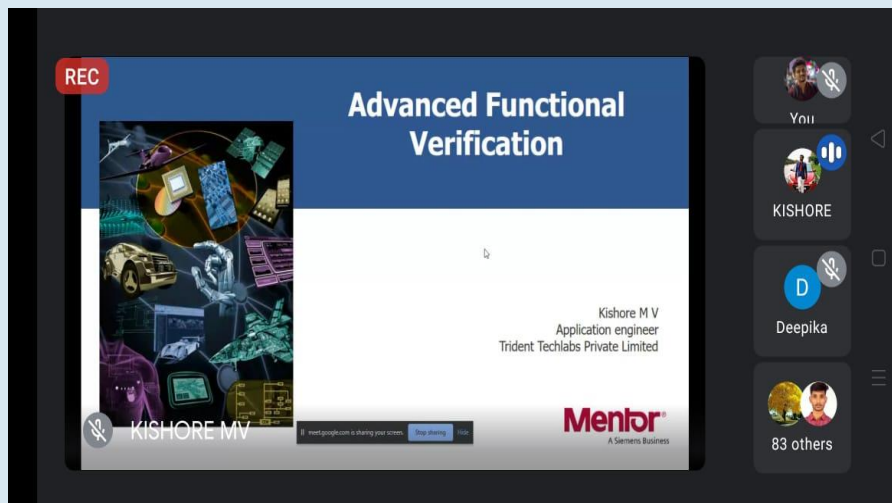 REC
Advanced Functional
Verification
Kishore M V
Application engineer
Trident Techlabs Private Limited
Mentor®
A Siemens Business
KISHORE MV
meet.google.com is sharing your screen.
Stop sharing
Hide
You
KISHORE
D
Deepika
83 others